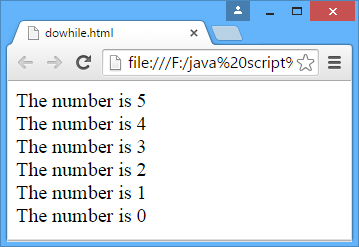 dowhile.html
file:///F:/java%20script%
The number is 5
The number is 4
The number is 3
The number is 2
The number is 1
The number is 0